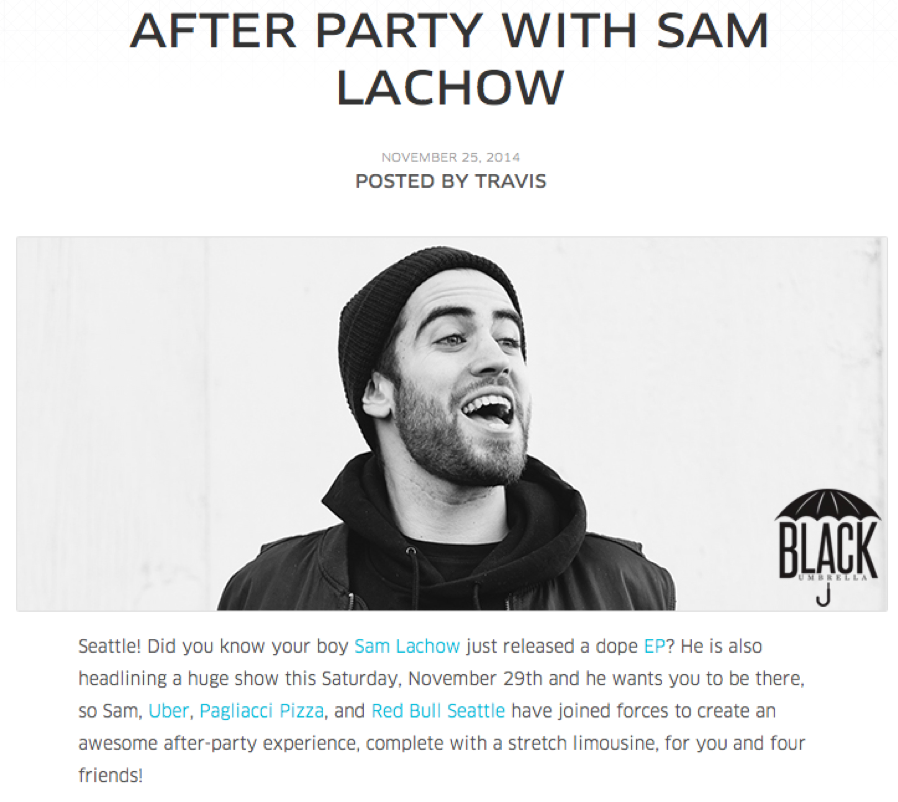 AFTER PARTY WITH SAM
LACHOW
NOVEMBER 25, 2014
POSTED BY TRAVIS
BLACK
UMBRELLA
Seattle! Did you know your boy Sam Lachow just released a dope EP? He is also
headlining a huge show this Saturday, November 29th and he wants you to be there,
so Sam, Uber, Pagliacci Pizza, and Red Bull Seattle have joined forces to create an
awesome after-party experience, complete with a stretch limousine, for you and four
friends!